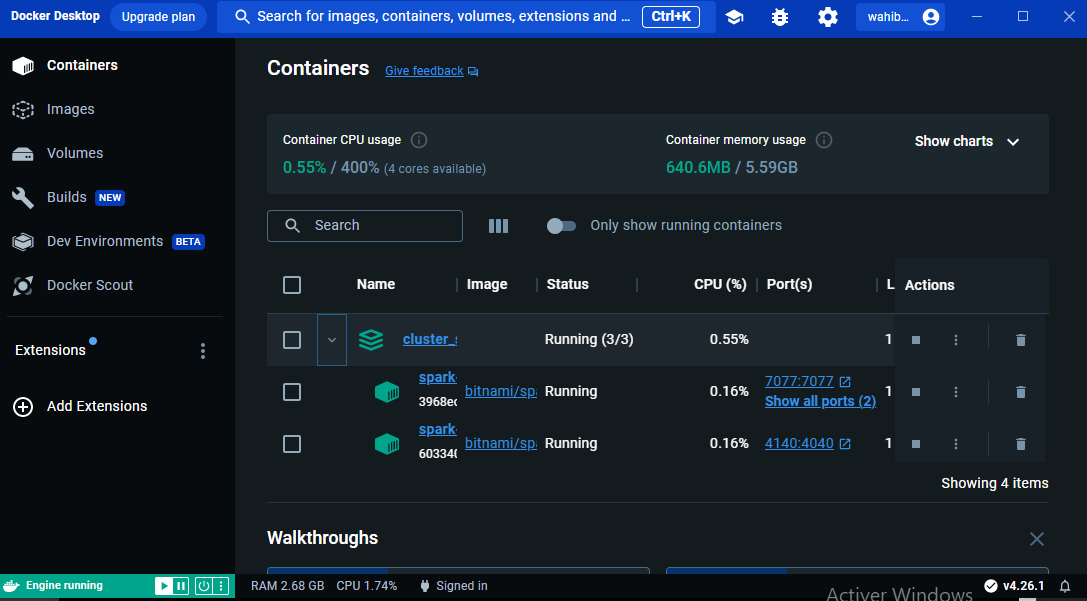 Docker Desktop Upgrade plan Search for images, containers, volumes, extensions and ... Ctrl+K wahib...
Containers
Images
Volumes
Builds NEW
Dev Environments BETA
Docker Scout
Extensions
Add Extensions
Containers Give feedback
Container CPU usage
0.55% / 400% (4 cores available)
Container memory usage
640.6MB / 5.59GB
Show charts
Search
Only show running containers
Name Image Status CPU (%) Port(s) L Actions
cluster_s Running (3/3) 0.55% 1
spark-
3968ec
bitnami/spa Running 0.16% 7077:7077 1
Show all ports (2)
spark-
603340
bitnami/spa Running 0.16% 4140:4040 1
Showing 4 items
Walkthroughs
Engine running RAM 2.68 GB CPU 1.74% Signed in v4.26.1
Activer Windows